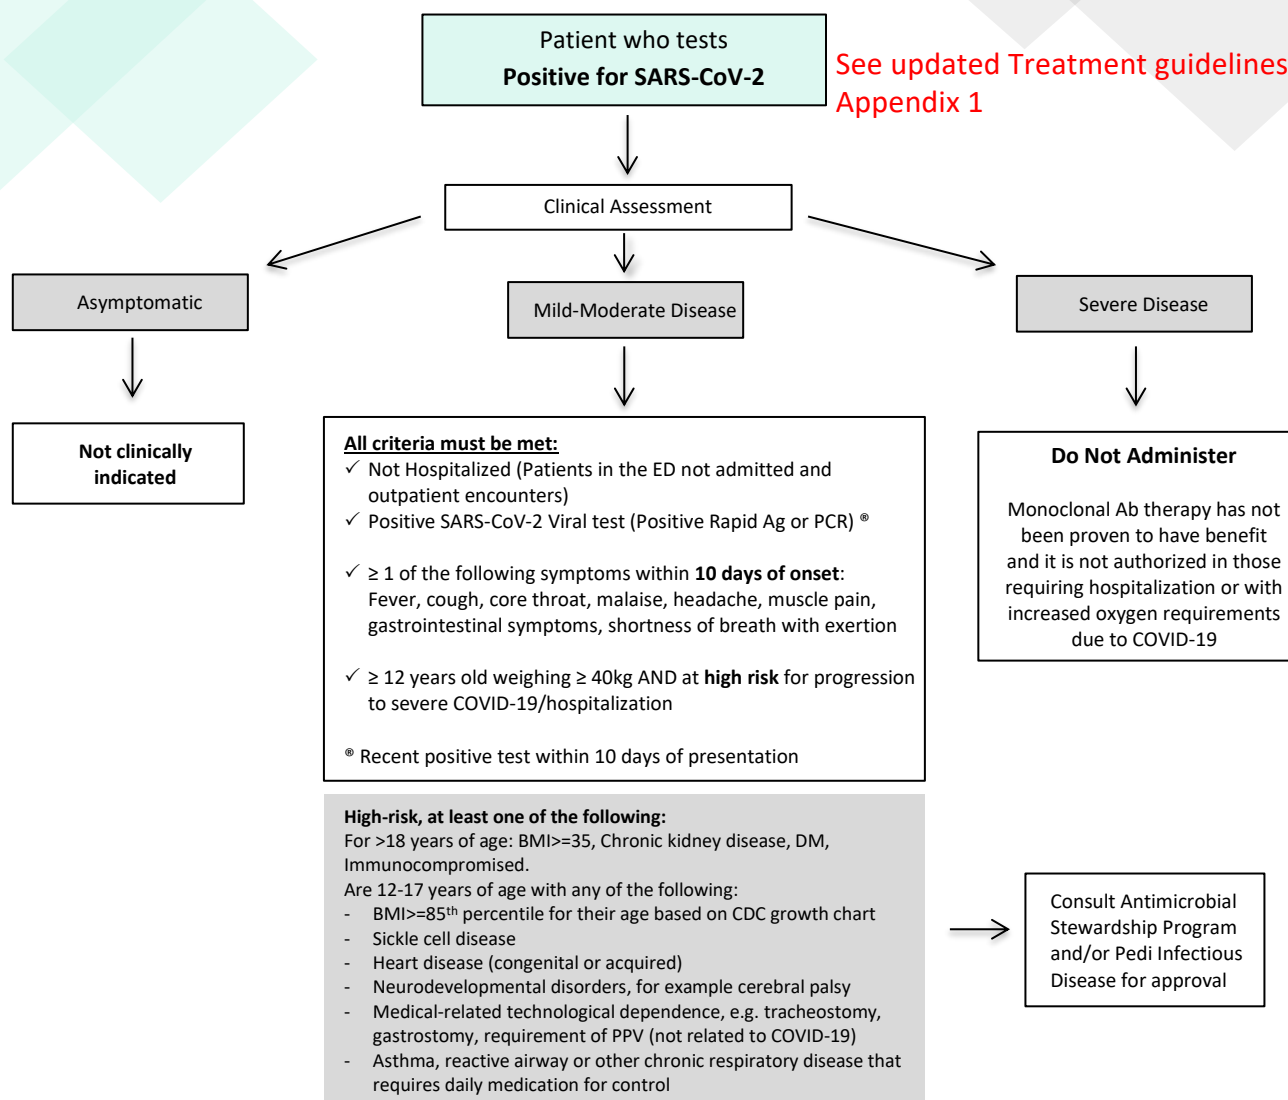 Patient who tests
Positive for SARS-CoV-2
See updated Treatment guidelines
Appendix 1
Clinical Assessment
Asymptomatic
Mild-Moderate Disease
Severe Disease
Not clinically
indicated
All criteria must be met:
✓ Not Hospitalized (Patients in the ED not admitted and
outpatient encounters)
✓ Positive SARS-CoV-2 Viral test (Positive Rapid Ag or PCR) ®
✓ ≥ 1 of the following symptoms within 10 days of onset:
Fever, cough, core throat, malaise, headache, muscle pain,
gastrointestinal symptoms, shortness of breath with exertion
✓ ≥ 12 years old weighing ≥ 40kg AND at high risk for progression
to severe COVID-19/hospitalization
® Recent positive test within 10 days of presentation
Do Not Administer
Monoclonal Ab therapy has not
been proven to have benefit
and it is not authorized in those
requiring hospitalization or with
increased oxygen requirements
due to COVID-19
High-risk, at least one of the following:
For >18 years of age: BMI>=35, Chronic kidney disease, DM,
Immunocompromised.
Are 12-17 years of age with any of the following:
- BMI>=85th percentile for their age based on CDC growth chart
- Sickle cell disease
- Heart disease (congenital or acquired)
- Neurodevelopmental disorders, for example cerebral palsy
- Medical-related technological dependence, e.g. tracheostomy,
gastrostomy, requirement of PPV (not related to COVID-19)
- Asthma, reactive airway or other chronic respiratory disease that
requires daily medication for control
Consult Antimicrobial
Stewardship Program
and/or Pedi Infectious
Disease for approval